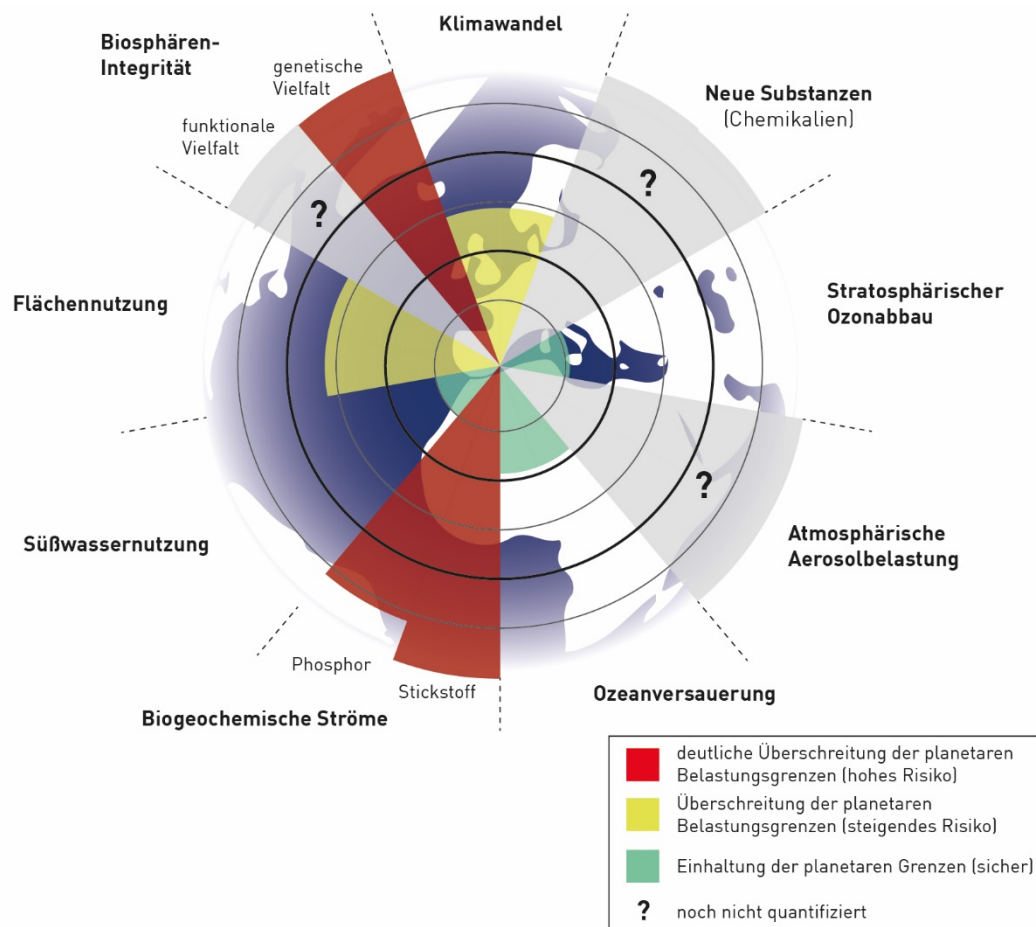 Klimawandel
Biosphären-
Integrität
genetische
Vielfalt
funktionale
Vielfalt
Neue Substanzen
(Chemikalien)
?
?
Flächennutzung
Stratosphärischer
Ozonabbau
?
Süßwassernutzung
Atmosphärische
Aerosolbelastung
Phosphor
Stickstoff
Biogeochemische Ströme
Ozeanversauerung
deutliche Überschreitung der planetaren
Belastungsgrenzen (hohes Risiko)
Überschreitung der planetaren
Belastungsgrenzen (steigendes Risiko)
Einhaltung der planetaren Grenzen (sicher)
? noch nicht quantifiziert